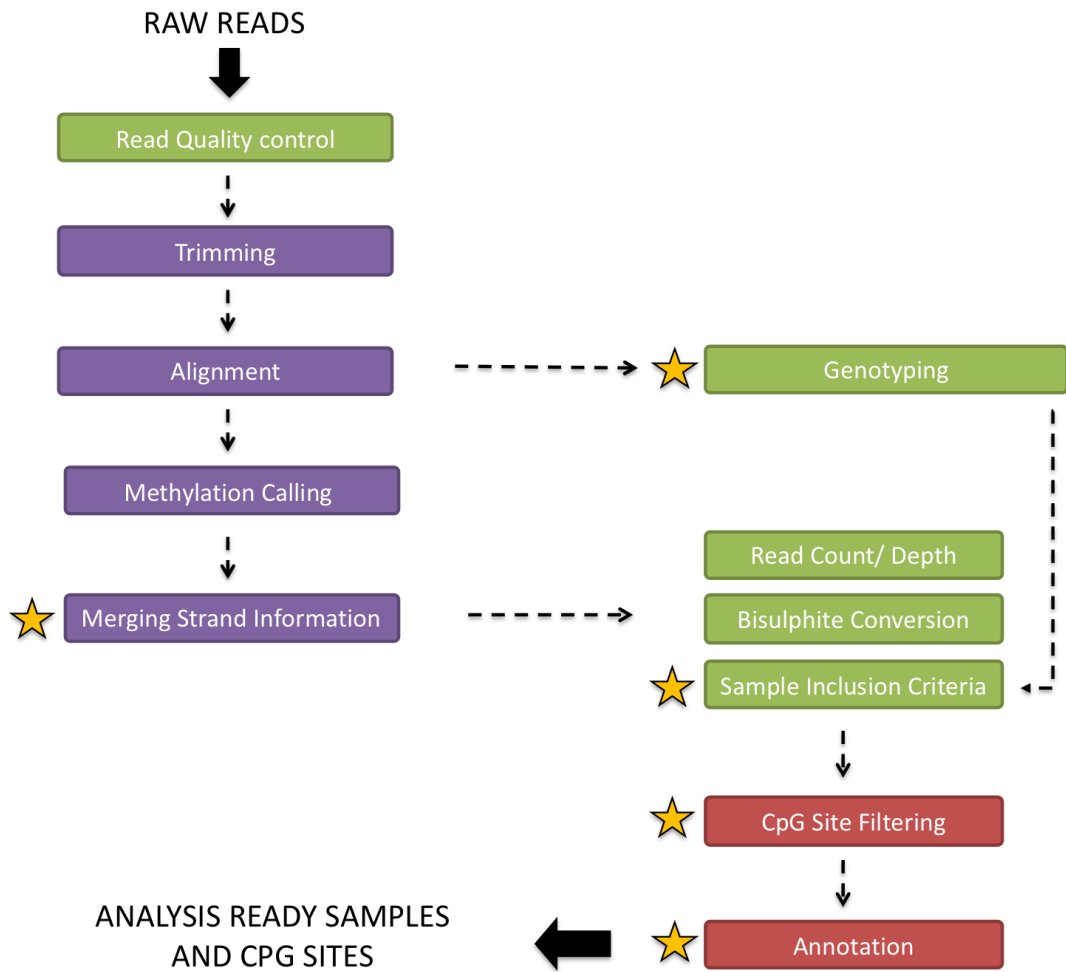 RAW READS
Read Quality control
Trimming
Alignment
Genotyping
Methylation Calling
Read Count/ Depth
Merging Strand Information
Bisulphite Conversion
Sample Inclusion Criteria
CpG Site Filtering
Annotation
ANALYSIS READY SAMPLES
AND CPG SITES